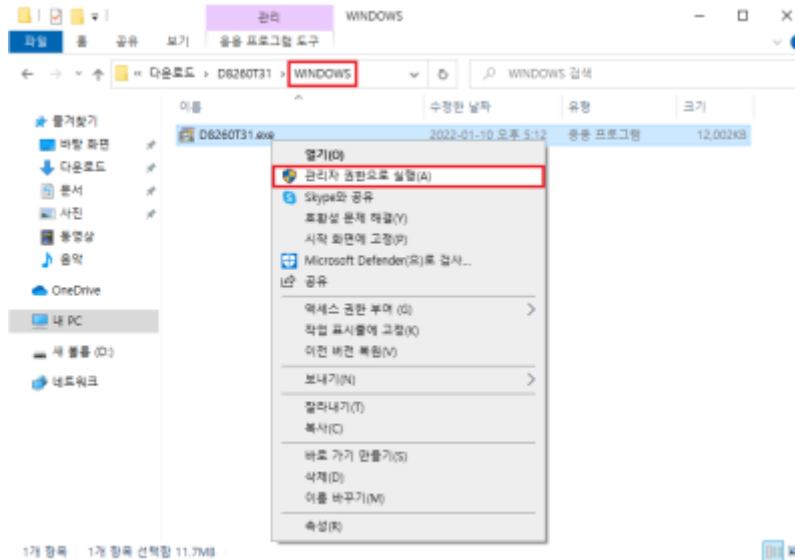 관리
WINDOWS
파일 홈 공유 보기 응용 프로그램 도구
« 다운로드 › D8260T31 › WINDOWS
WINDOWS 검색
이름 수정한 날짜 유형 크기
즐겨찾기
바탕 화면
다운로드
문서
사진
동영상
음악
OneDrive
내 PC
새 볼륨 (D:)
네트워크
D8260T31.exe 2022-01-10 오후 5:12 응용 프로그램 12,002KB
열기(O)
관리자 권한으로 실행(A)
Skype와 공유
호환성 문제 해결(Y)
시작 화면에 고정(P)
Microsoft Defender(으)로 검사...
공유
액세스 권한 부여 (G)
작업 표시줄에 고정(K)
이전 버전 복원(V)
보내기(N)
잘라내기(T)
복사(C)
바로 가기 만들기(S)
삭제(D)
이름 바꾸기(M)
속성(R)
1개 항목 1개 항목 선택함 11.7MB